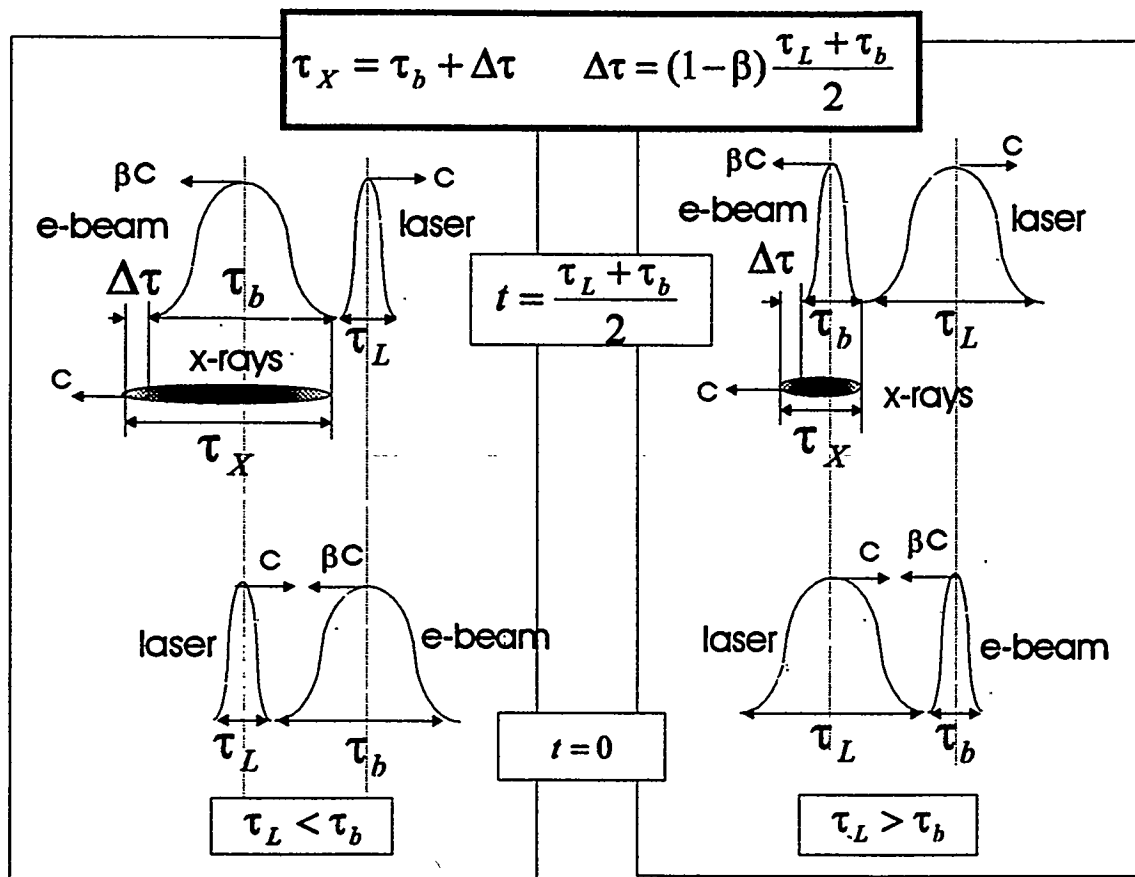 τ_X = τ_b + Δτ    Δτ = (1−β) (τ_L + τ_b)/2
βC
C
e-beam
laser
Δτ
τ_b
τ_L
x-rays
C
τ_X
t = (τ_L + τ_b)/2
βC
C
e-beam
laser
Δτ
τ_b
τ_L
C
x-rays
τ_X
C
βC
laser
e-beam
τ_L
τ_b
τ_L < τ_b
t = 0
C
βC
laser
e-beam
τ_L
τ_b
τ_L > τ_b